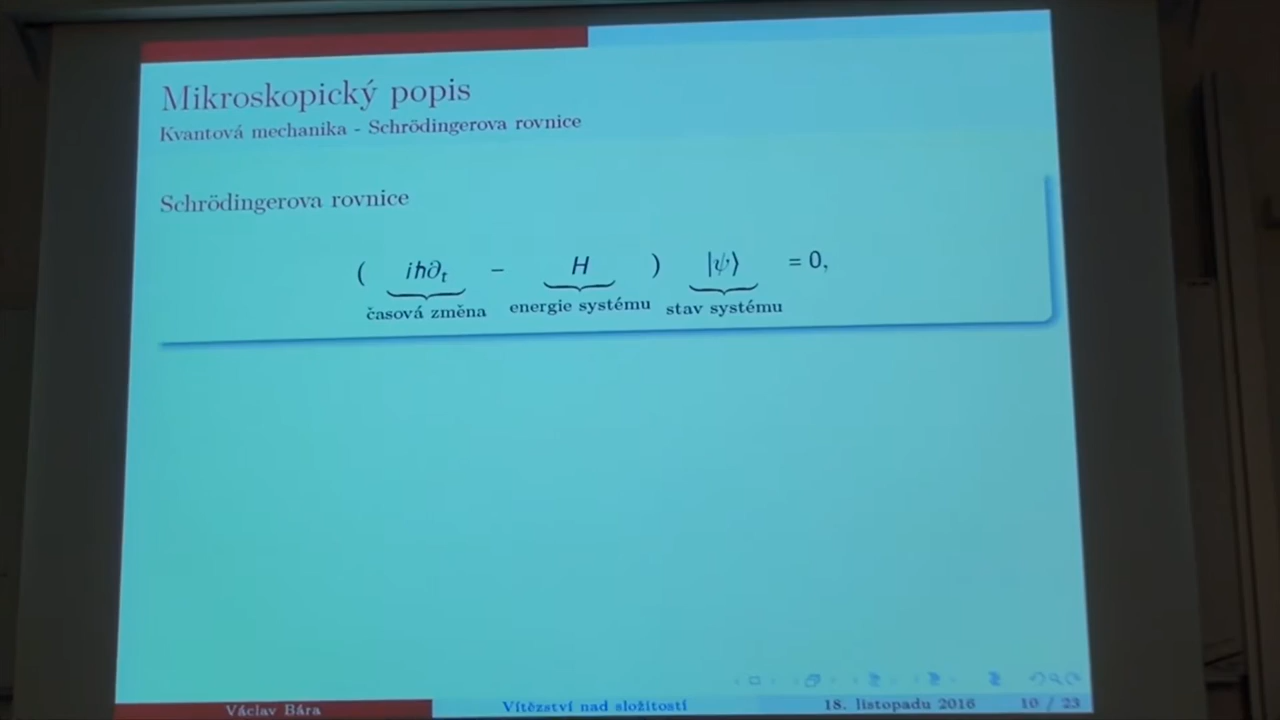 Mikroskopický popis
Kvantová mechanika - Schrödingerova rovnice
Schrödingerova rovnice
( iħ∂ₜ − H ) |ψ⟩ = 0,
časová změna energie systému stav systému
Václav Bára Vítězství nad složitostí 18. listopadu 2016 10 / 23